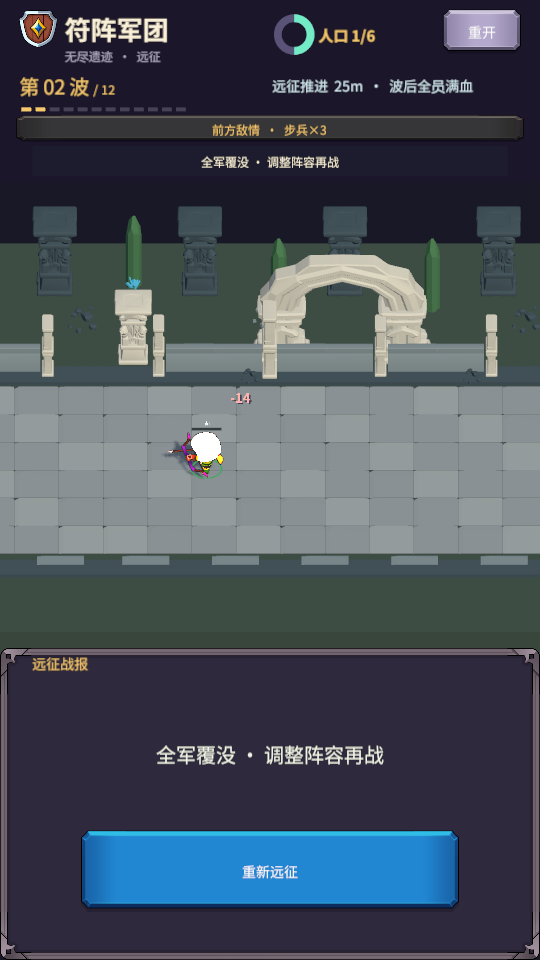 符阵军团
无尽遗迹 · 远征
人口 1/6
重开
第 02 波 / 12
远征推进 25m · 波后全员满血
前方敌情 · 步兵×3
全军覆没 · 调整阵容再战
-14
远征战报
全军覆没 · 调整阵容再战
重新远征